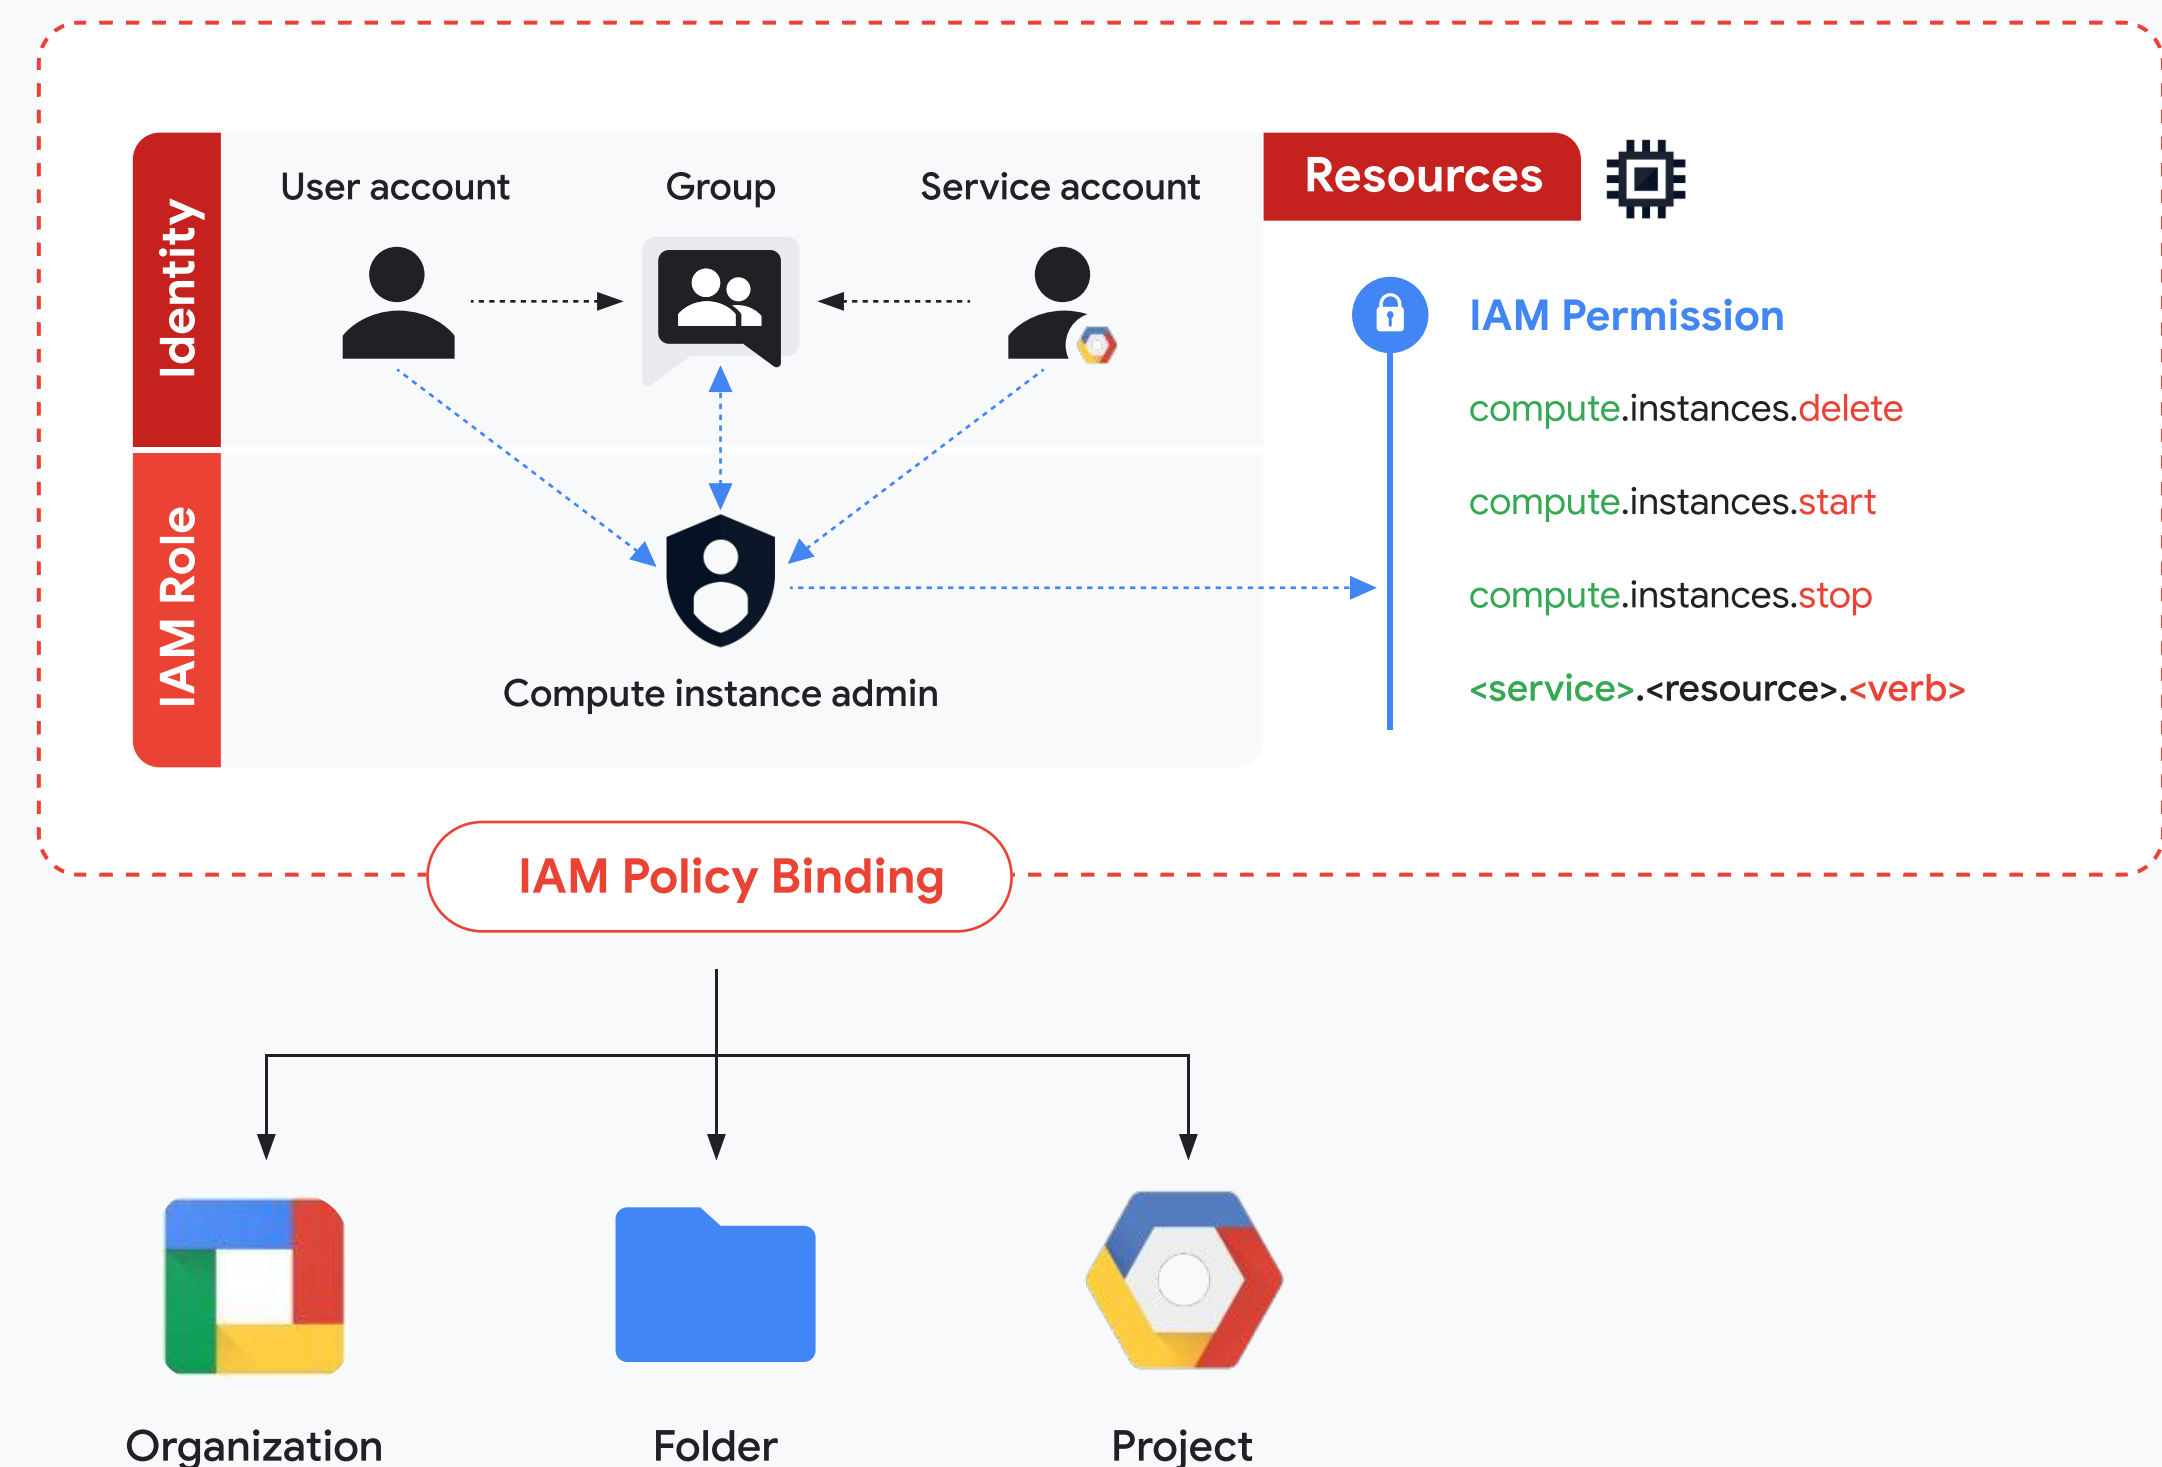 Identity
User account
Group
Service account
Resources
IAM Permission
compute.instances.delete
compute.instances.start
compute.instances.stop
<service>.<resource>.<verb>
IAM Role
Compute instance admin
IAM Policy Binding
Organization
Folder
Project